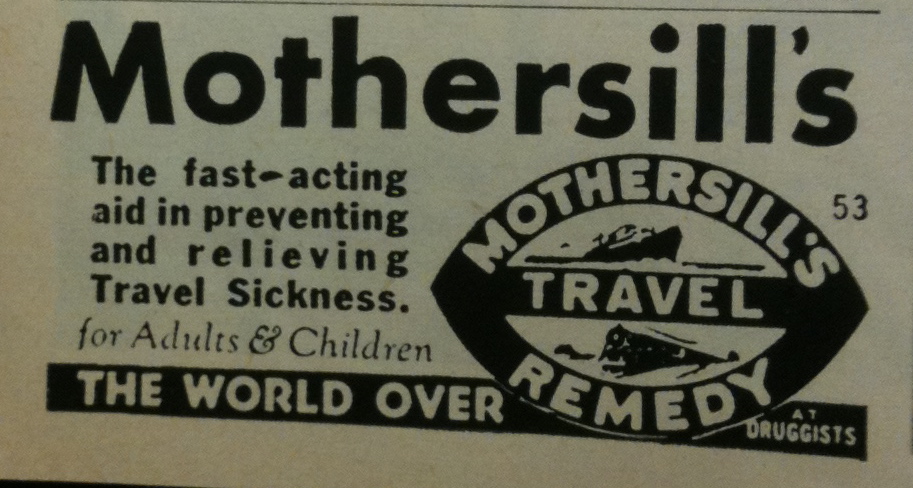 Mothersill's
The fast-acting
aid in preventing
and relieving
Travel Sickness.
for Adults & Children
THE WORLD OVER
53
MOTHERSILL'S
TRAVEL
REMEDY
AT
DRUGGISTS